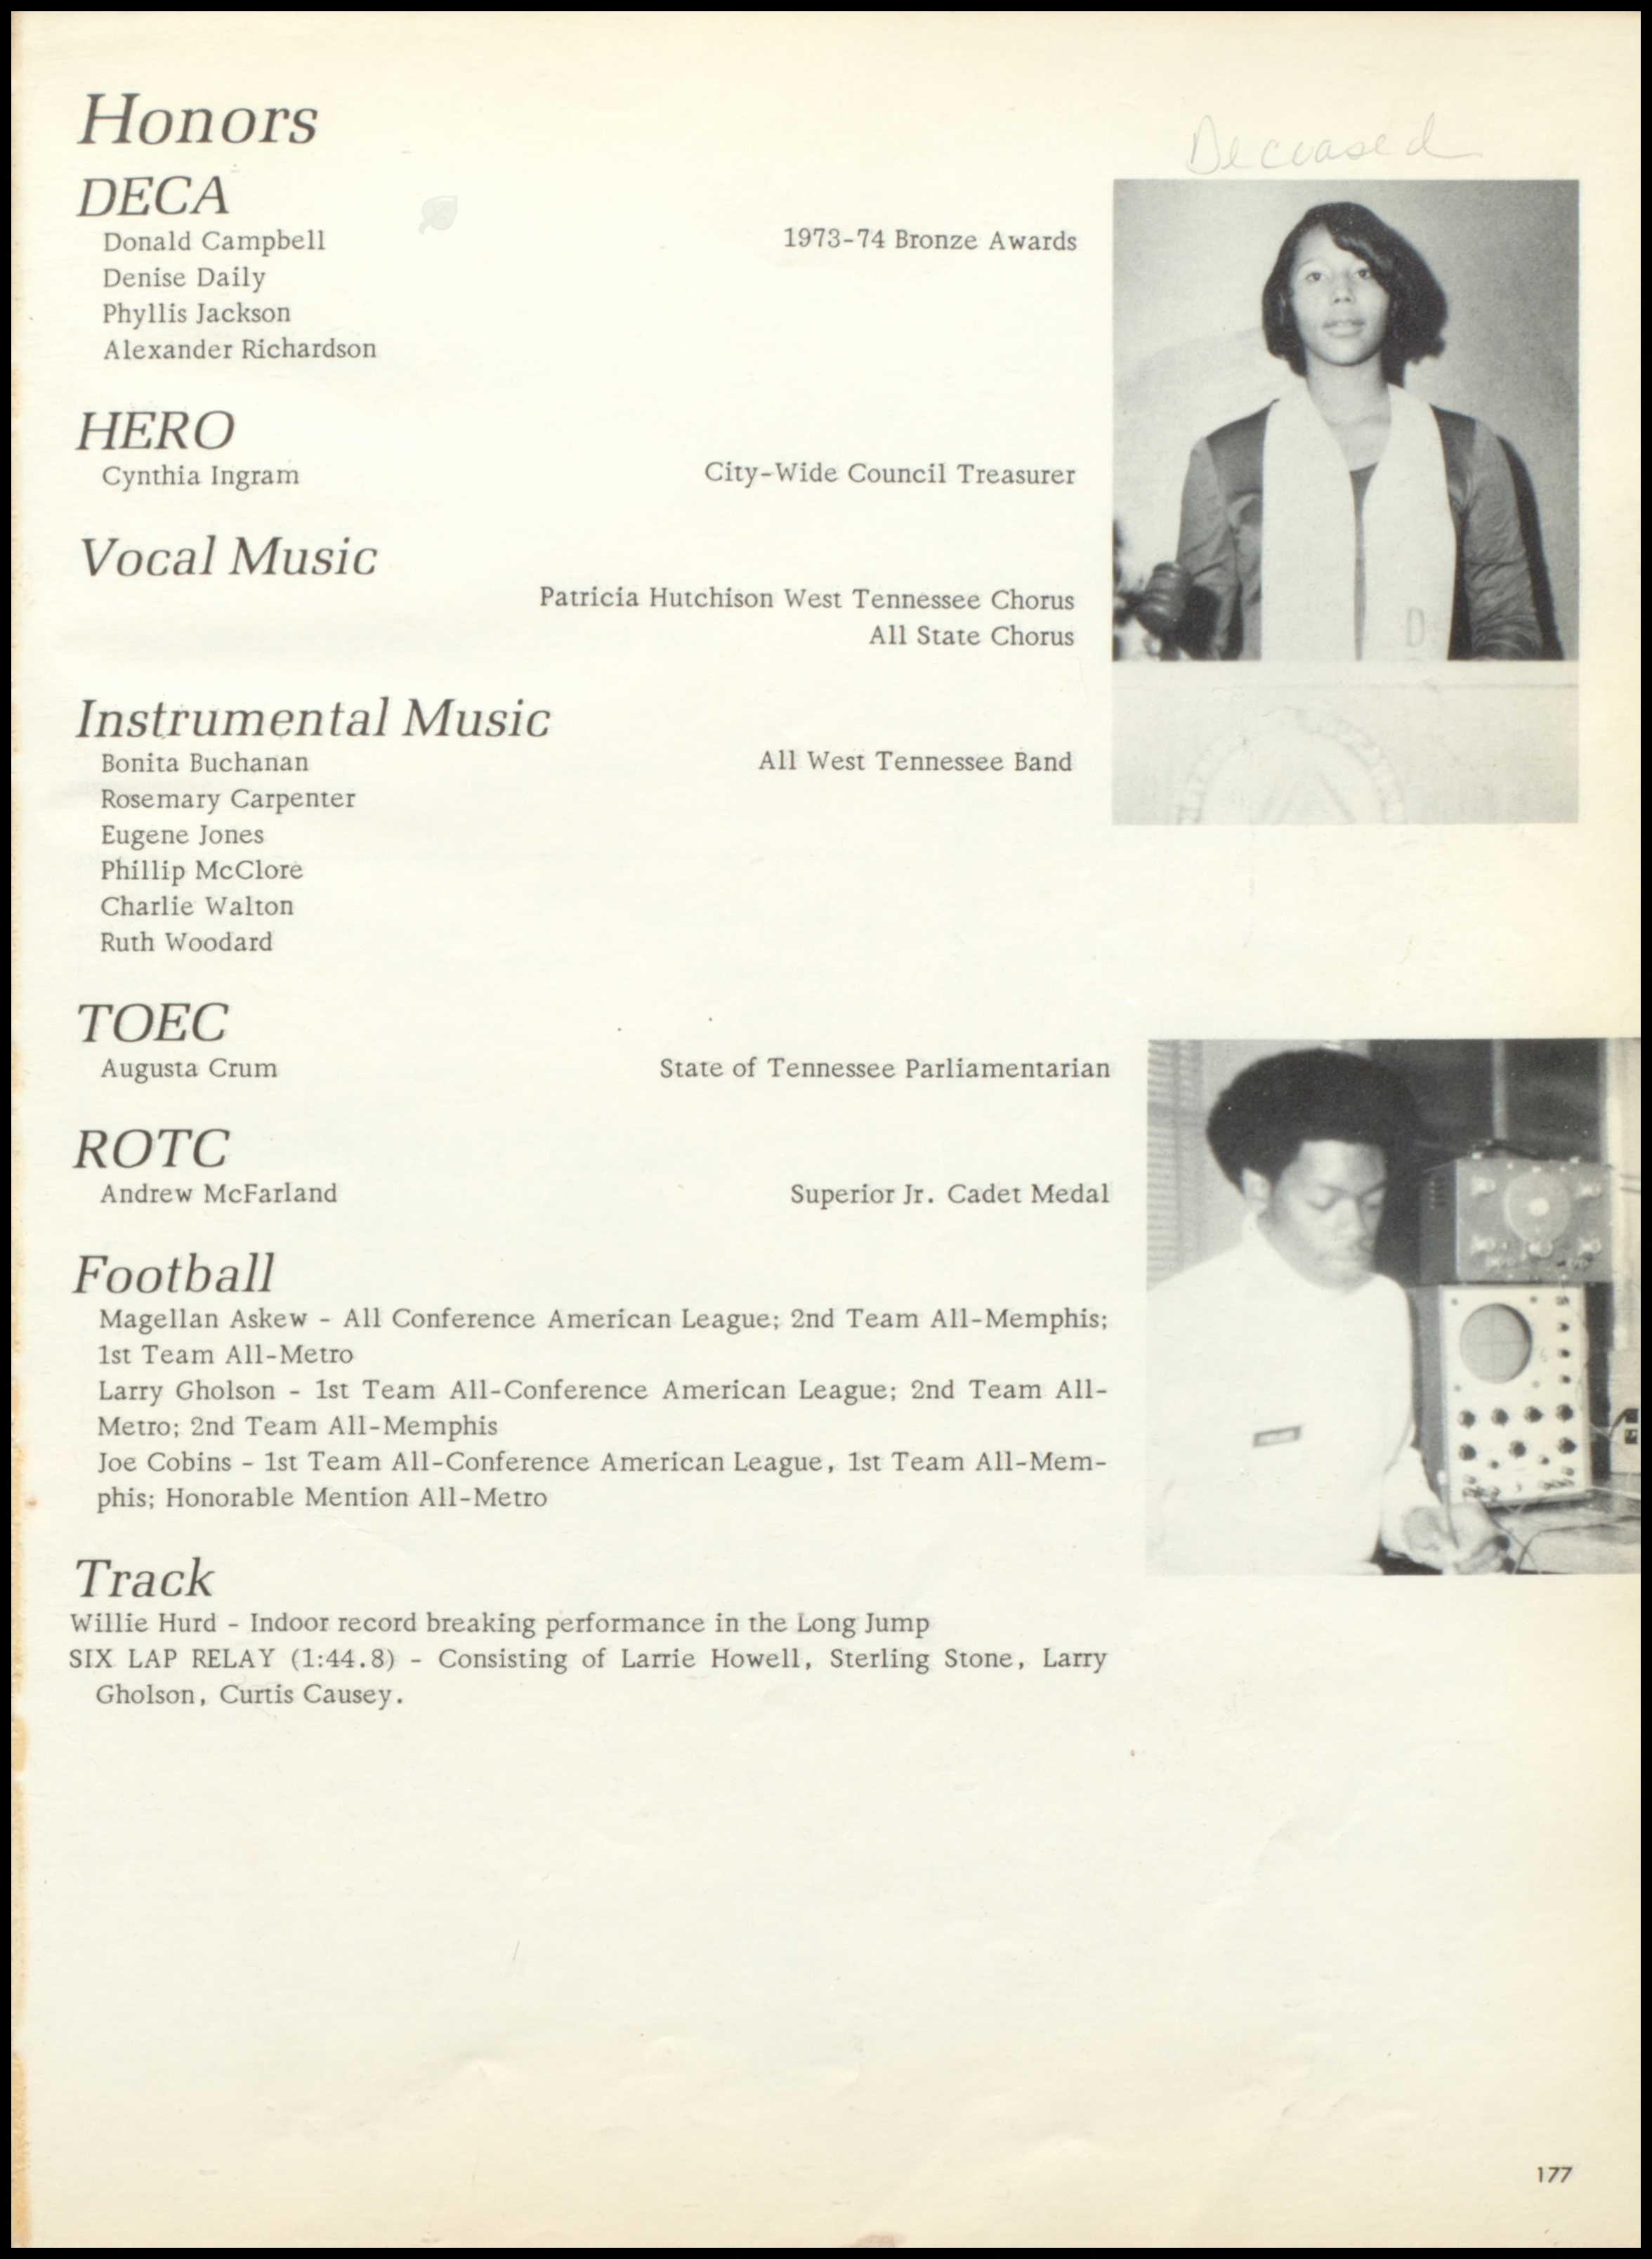 Honors
Deceased
DECA
Donald Campbell 1973-74 Bronze Awards
Denise Daily
Phyllis Jackson
Alexander Richardson
HERO
Cynthia Ingram City-Wide Council Treasurer
Vocal Music
Patricia Hutchison West Tennessee Chorus
All State Chorus
D
Instrumental Music
Bonita Buchanan All West Tennessee Band
Rosemary Carpenter
Eugene Jones
Phillip McClore
Charlie Walton
Ruth Woodard
TOEC
Augusta Crum State of Tennessee Parliamentarian
ROTC
Andrew McFarland Superior Jr. Cadet Medal
Football
Magellan Askew - All Conference American League; 2nd Team All-Memphis;
1st Team All-Metro
Larry Gholson - 1st Team All-Conference American League; 2nd Team All-
Metro; 2nd Team All-Memphis
Joe Cobins - 1st Team All-Conference American League, 1st Team All-Mem-
phis; Honorable Mention All-Metro
Track
Willie Hurd - Indoor record breaking performance in the Long Jump
SIX LAP RELAY (1:44.8) - Consisting of Larrie Howell, Sterling Stone, Larry
Gholson, Curtis Causey.
177